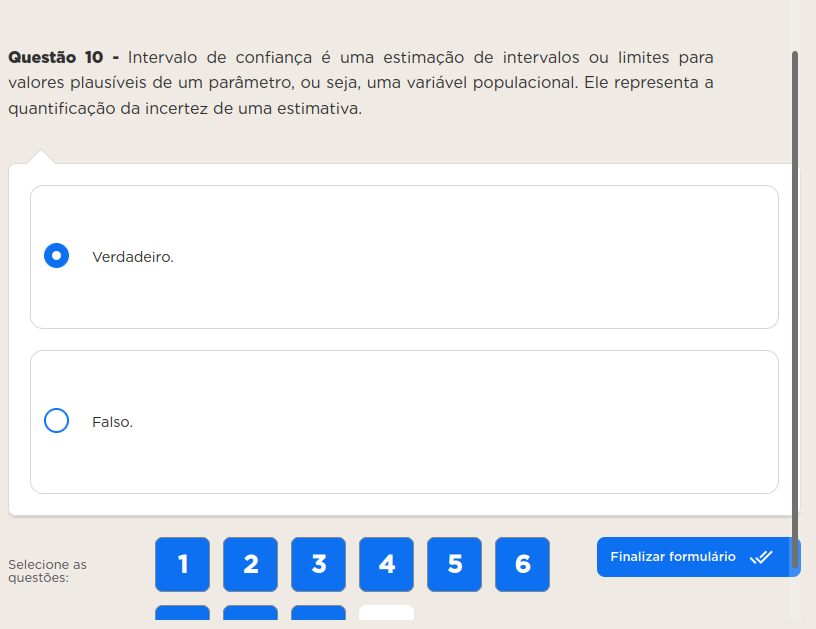 Questão 10 - Intervalo de confiança é uma estimação de intervalos ou limites para
valores plausíveis de um parâmetro, ou seja, uma variável populacional. Ele representa a
quantificação da incertez de uma estimativa.
Verdadeiro.
Falso.
Selecione as
questões:
1 2 3 4 5 6
Finalizar formulário